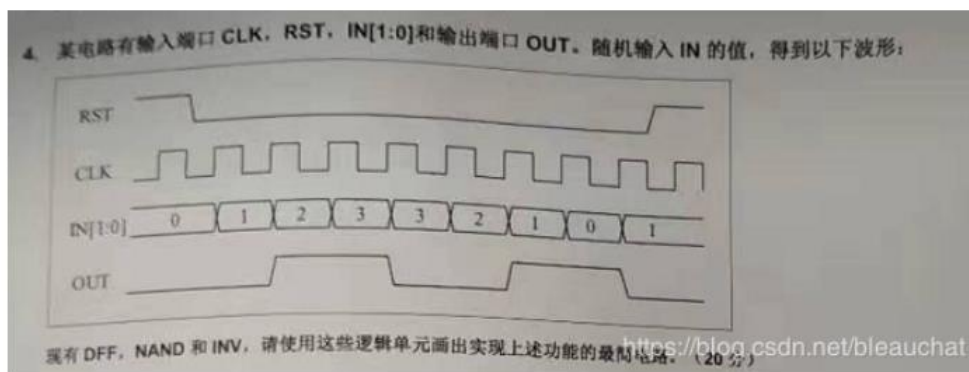 4. 某电路有输入端口 CLK，RST，IN[1:0]和输出端口 OUT。随机输入 IN 的值，得到以下波形：
RST
CLK
IN[1:0] 0 1 2 3 3 2 1 0 1
OUT
现有 DFF，NAND 和 INV，请使用这些逻辑单元画出实现上述功能的最简电路。（20 分）
https://blog.csdn.net/bleauchat